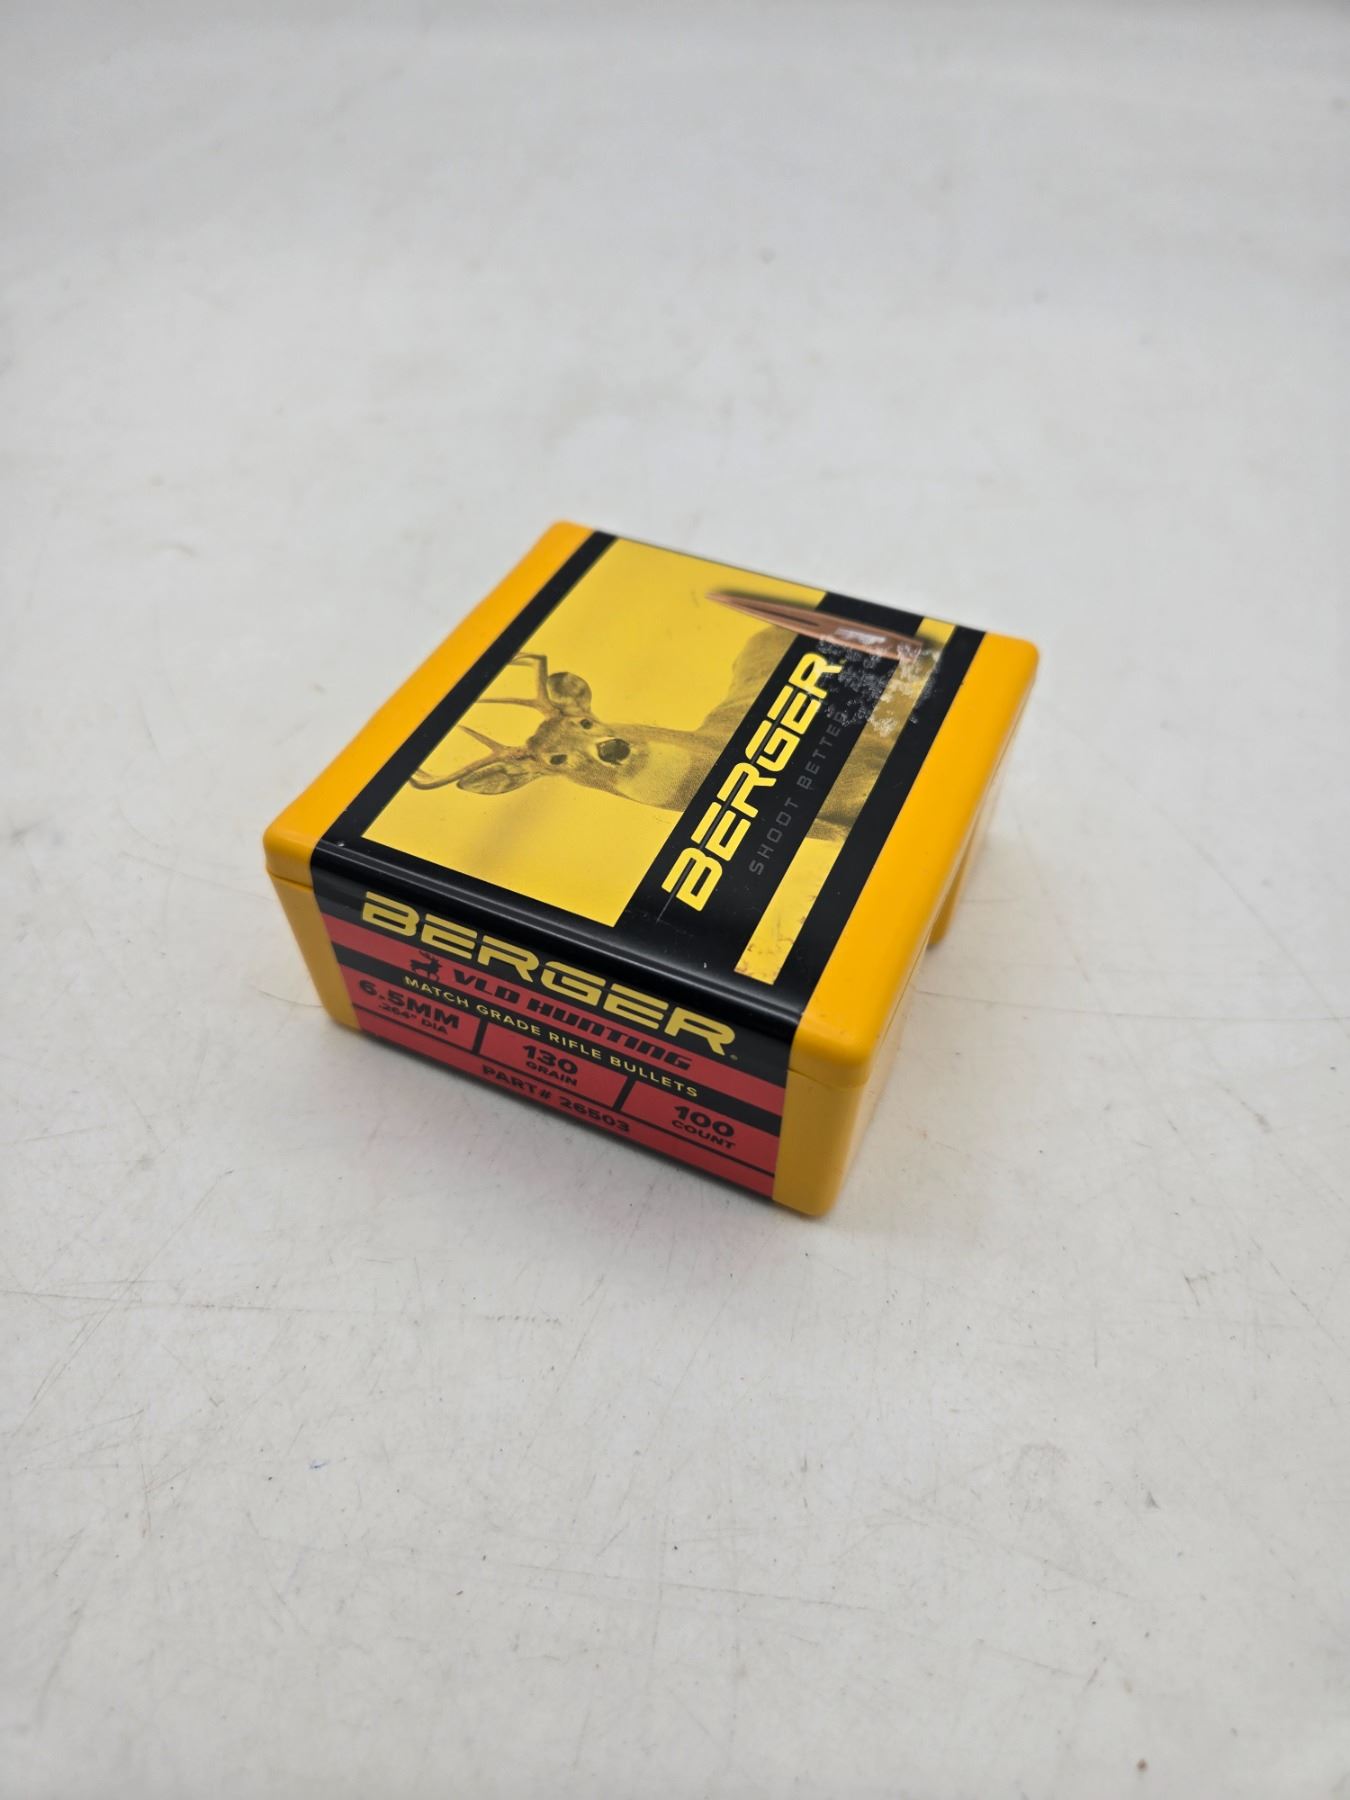 BERGER
SHOOT BETTER
BERGER
VLD HUNTING
MATCH GRADE RIFLE BULLETS
6.5MM
.264" DIA
130
GRAIN
100
COUNT
PART# 26503